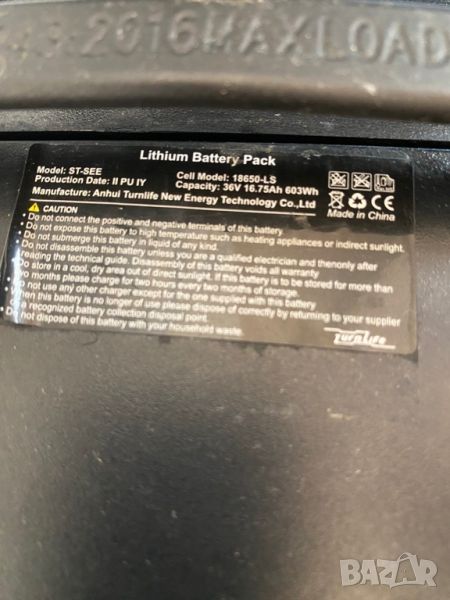 2016MAXLOAD
Lithium Battery Pack
Model: ST-SEE
Production Date: II PU IY
Cell Model: 18650-LS
Capacity: 36V 16.75Ah 603Wh
Manufacture: Anhui Turnlife New Energy Technology Co.,Ltd
Made in China
CAUTION
• Do not connect the positive and negative terminals of this battery.
• Do not expose this battery to high temperature such as heating appliances or indirect sunlight.
• Do not submerge this battery in liquid of any kind.
• Do not disassemble this battery unless you are a qualified electrician and thenonly after
reading the technical guide. Disassembly of this battery voids all warranty
• Do store in a cool, dry area out of direct sunlight. If this battery is to be stored for more than
two months please charge for two hours every two months of storage.
• Do not use any other charger except for the one supplied with this battery.
• When this battery is no longer of use please dispose of correctly by returning to your supplier
or a recognized battery collection disposal point.
• Do not dispose of this battery with your household waste.
TurnLife
BAZAR